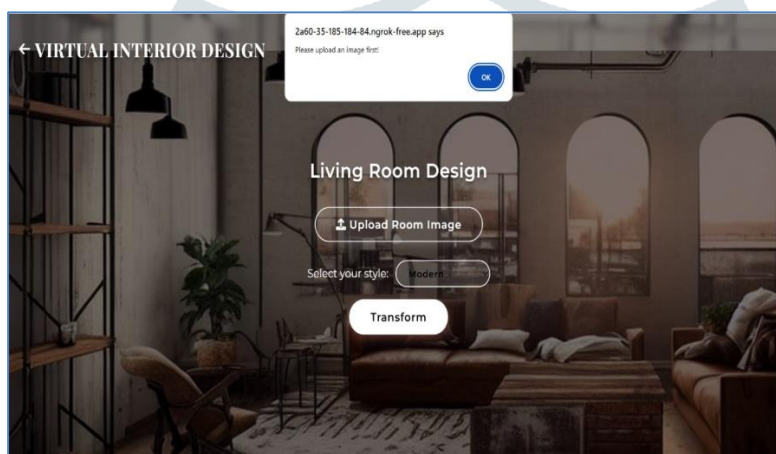 2a60-35-185-184-84.ngrok-free.app says
Please upload an image first!
OK
← VIRTUAL INTERIOR DESIGN
Living Room Design
Upload Room Image
Select your style: Modern
Transform